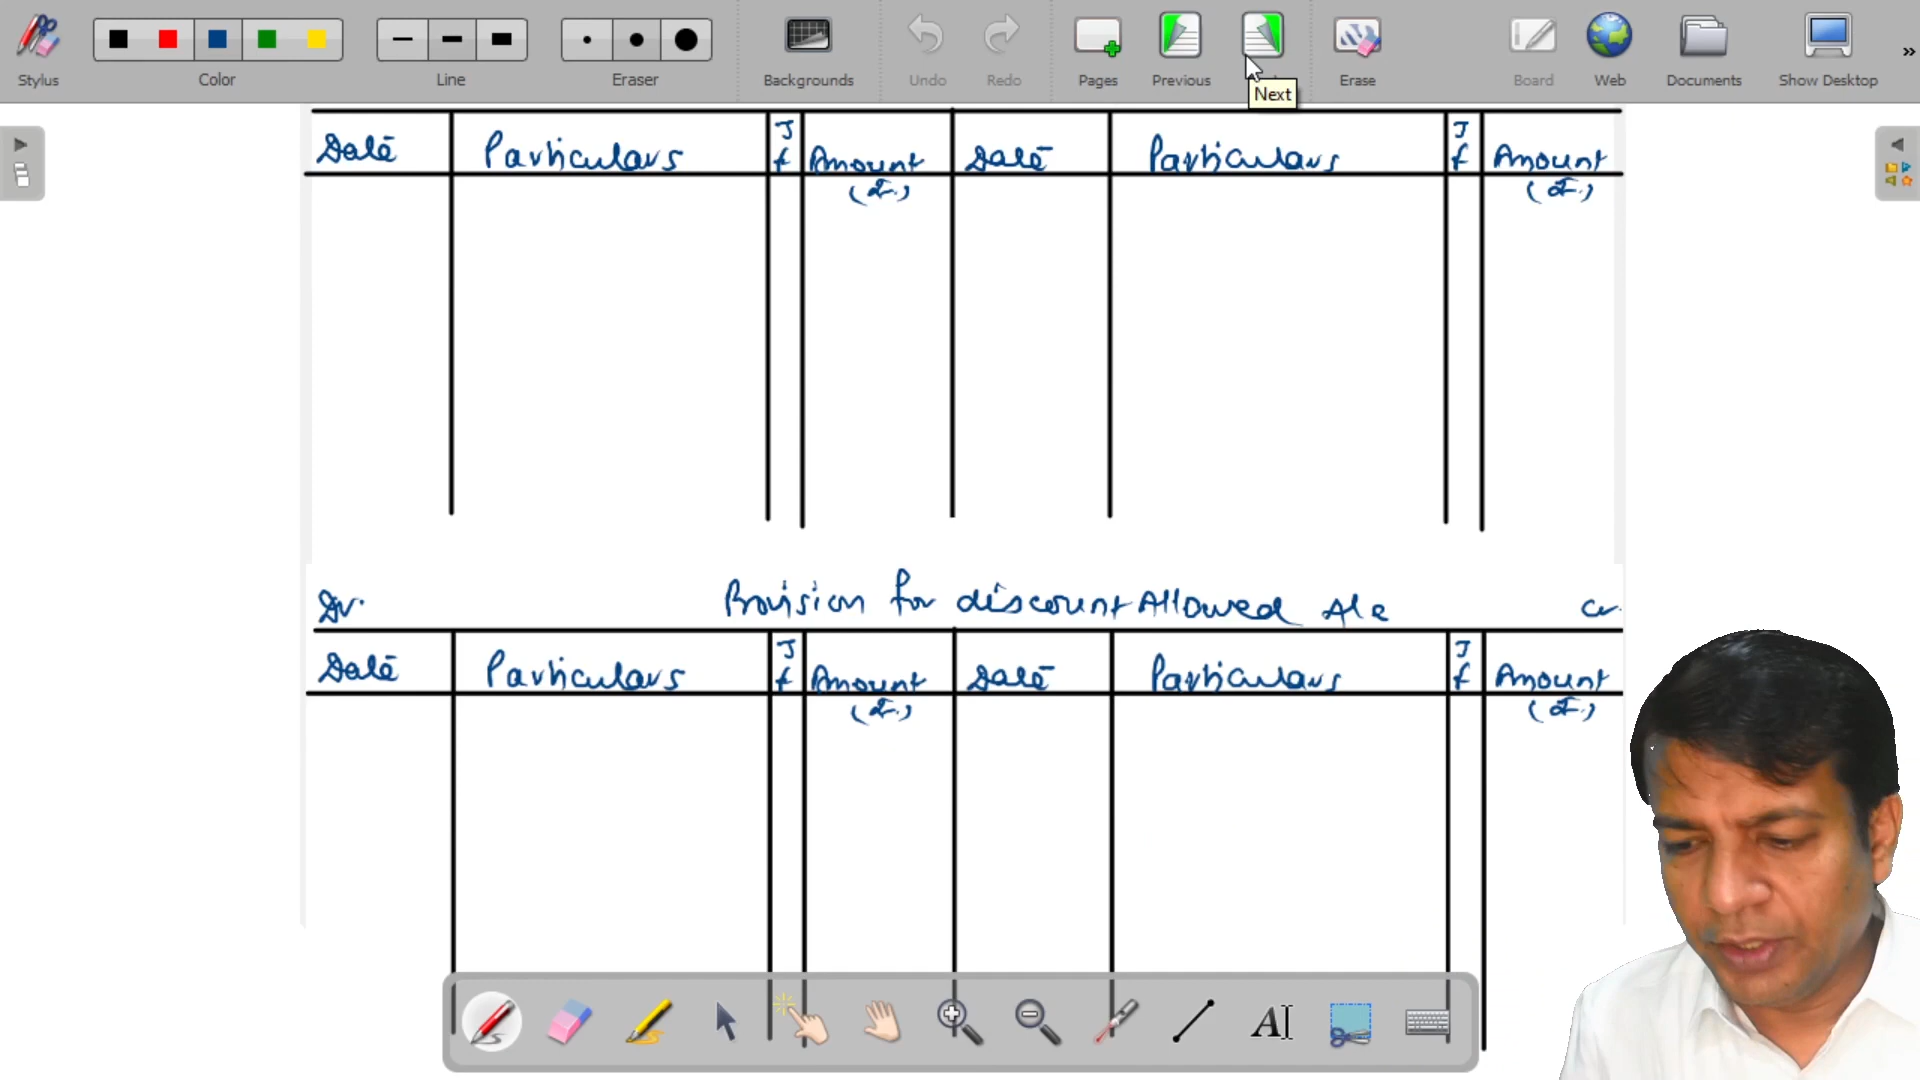 Stylus Color Line Eraser Backgrounds Undo Redo Pages Previous Erase Board Web Documents Show Desktop »
Next
Date Particulars J f Amount Date Particulars J f Amount
Dr. Provision for discount Allowed A/c Cr.
Date Particulars J f Amount Date Particulars J f Amount